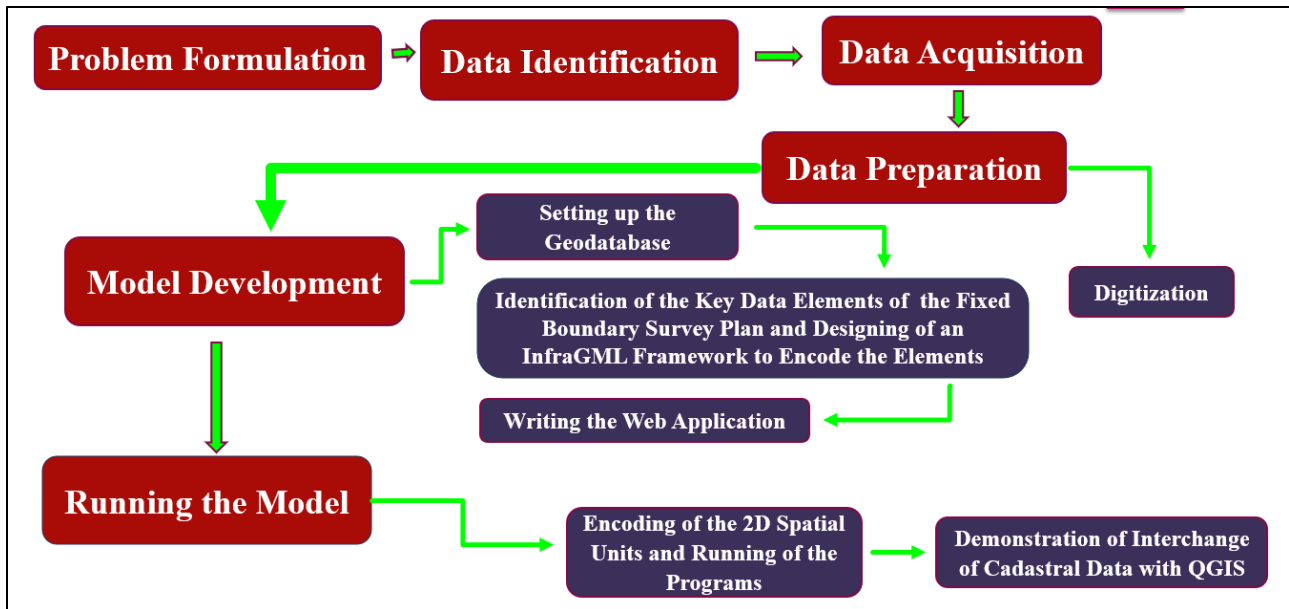 Problem Formulation
Data Identification
Data Acquisition
Data Preparation
Setting up the
Geodatabase
Model Development
Digitization
Identification of the Key Data Elements of the Fixed
Boundary Survey Plan and Designing of an
InfraGML Framework to Encode the Elements
Writing the Web Application
Running the Model
Encoding of the 2D Spatial
Units and Running of the
Programs
Demonstration of Interchange
of Cadastral Data with QGIS